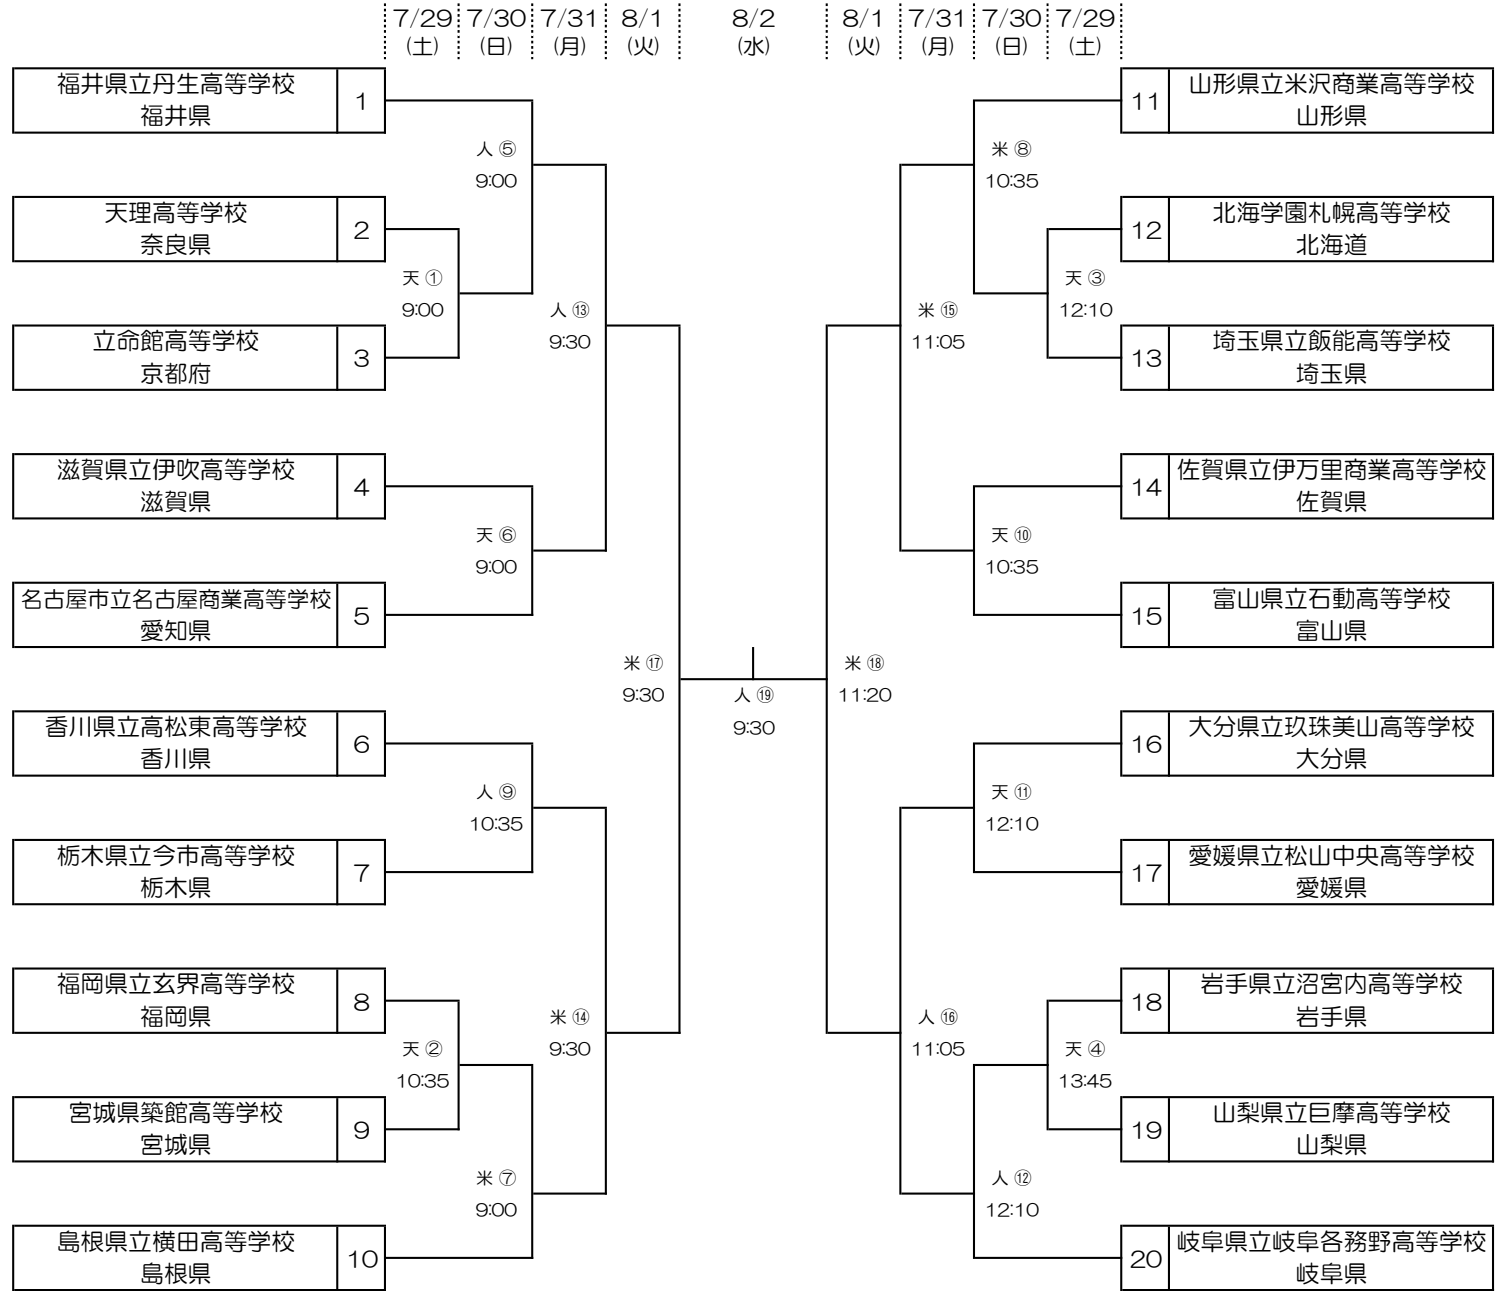 7/29 7/30 7/31 8/1 8/2 8/1 7/31 7/30 7/29
(土) (日) (月) (火) (水) (火) (月) (日) (土)
福井県立丹生高等学校
福井県
1
天理高等学校
奈良県
2
立命館高等学校
京都府
3
滋賀県立伊吹高等学校
滋賀県
4
名古屋市立名古屋商業高等学校
愛知県
5
香川県立高松東高等学校
香川県
6
栃木県立今市高等学校
栃木県
7
福岡県立玄界高等学校
福岡県
8
宮城県築館高等学校
宮城県
9
島根県立横田高等学校
島根県
10
天 ①
9:00
天 ②
10:35
人 ⑤
9:00
天 ⑥
9:00
人 ⑨
10:35
米 ⑦
9:00
人 ⑬
9:30
米 ⑭
9:30
米 ⑰
9:30
人 ⑲
9:30
米 ⑱
11:20
米 ⑮
11:05
人 ⑯
11:05
米 ⑧
10:35
天 ⑩
10:35
天 ⑪
12:10
人 ⑫
12:10
天 ③
12:10
天 ④
13:45
11
山形県立米沢商業高等学校
山形県
12
北海学園札幌高等学校
北海道
13
埼玉県立飯能高等学校
埼玉県
14
佐賀県立伊万里商業高等学校
佐賀県
15
富山県立石動高等学校
富山県
16
大分県立玖珠美山高等学校
大分県
17
愛媛県立松山中央高等学校
愛媛県
18
岩手県立沼宮内高等学校
岩手県
19
山梨県立巨摩高等学校
山梨県
20
岐阜県立岐阜各務野高等学校
岐阜県